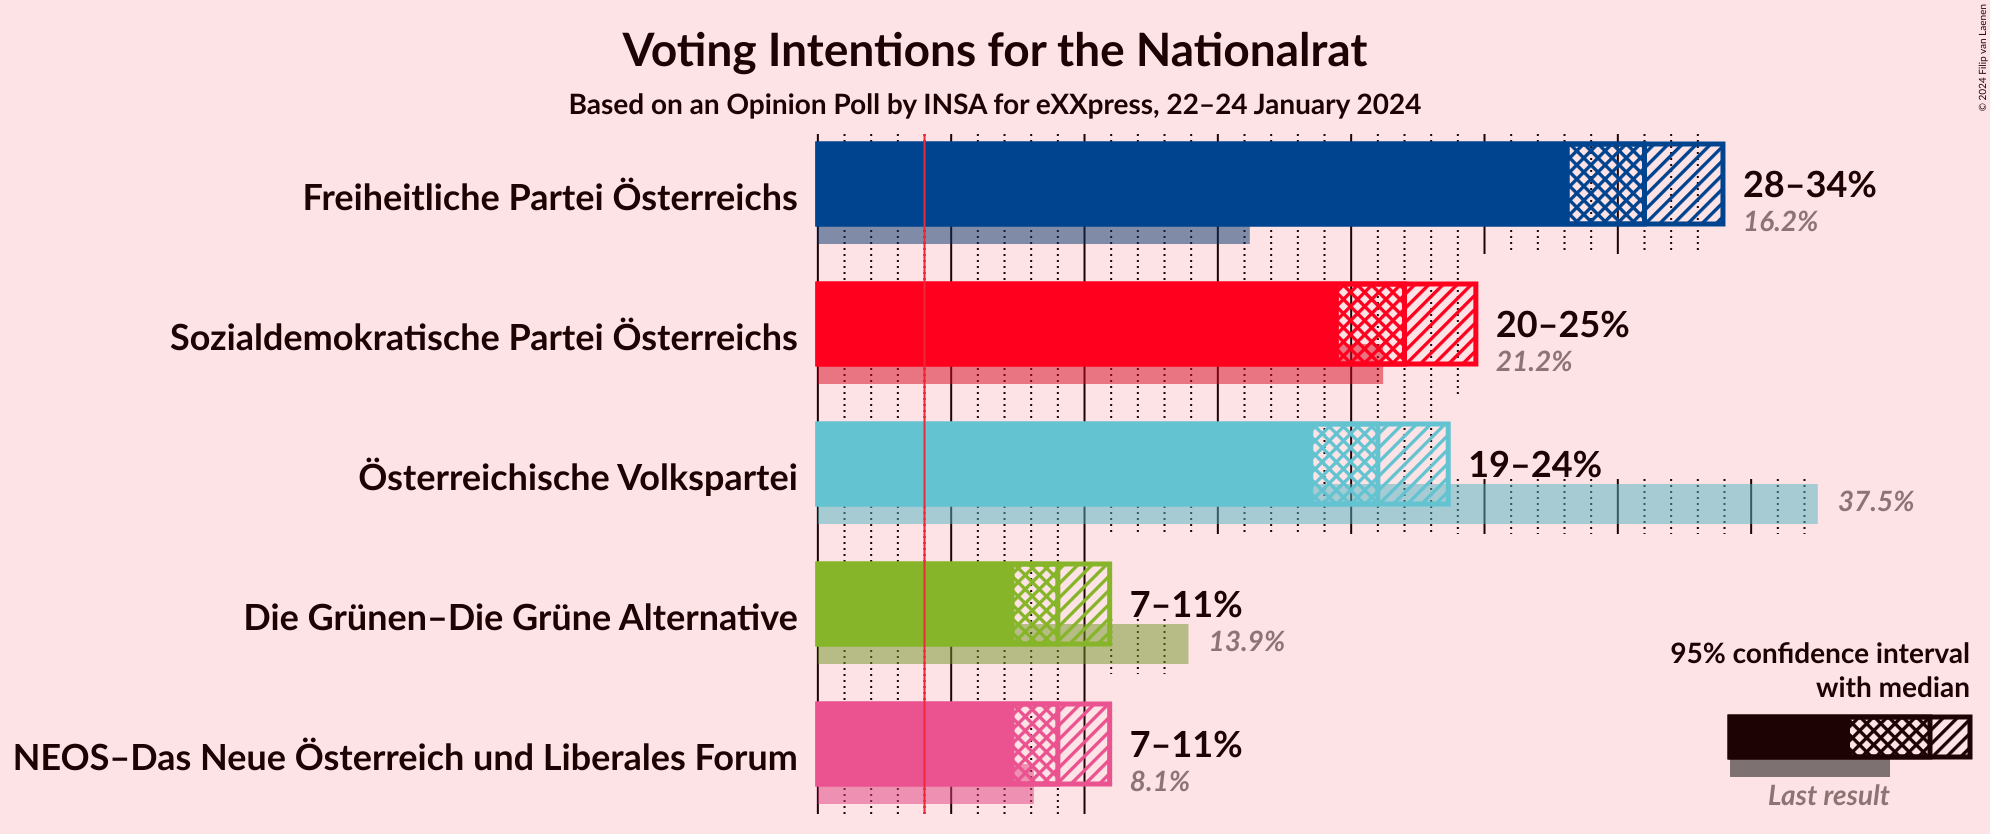 Voting Intentions for the Nationalrat
Based on an Opinion Poll by INSA for eXXpress, 22–24 January 2024
© 2024 Filip van Laenen
Freiheitliche Partei Österreichs
28–34%
16.2%
Sozialdemokratische Partei Österreichs
20–25%
21.2%
Österreichische Volkspartei
19–24%
37.5%
Die Grünen–Die Grüne Alternative
7–11%
13.9%
NEOS–Das Neue Österreich und Liberales Forum
7–11%
8.1%
95% confidence interval
with median
Last result